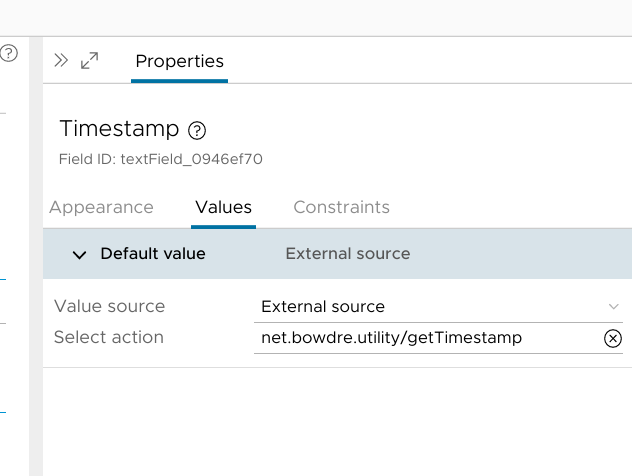 Properties
Timestamp
Field ID: textField_0946ef70
Appearance Values Constraints
Default value External source
Value source External source
Select action net.bowdre.utility/getTimestamp